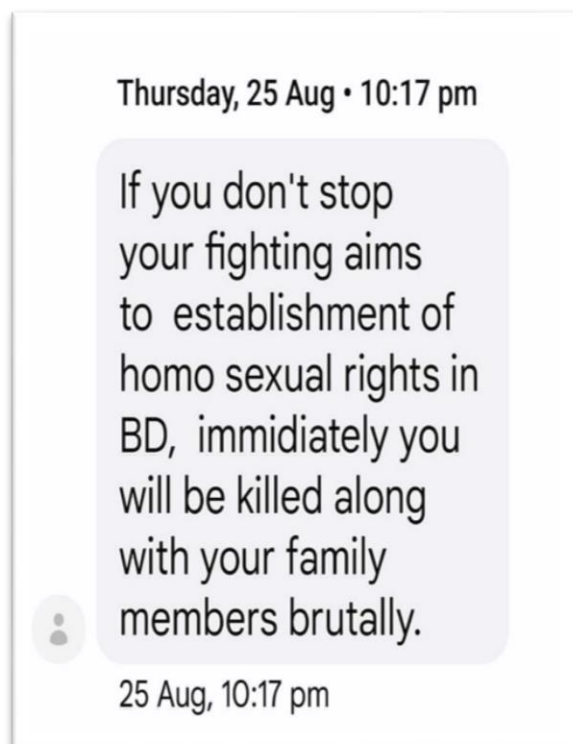 Thursday, 25 Aug • 10:17 pm
If you don't stop
your fighting aims
to establishment of
homo sexual rights in
BD, immidiately you
will be killed along
with your family
members brutally.
25 Aug, 10:17 pm